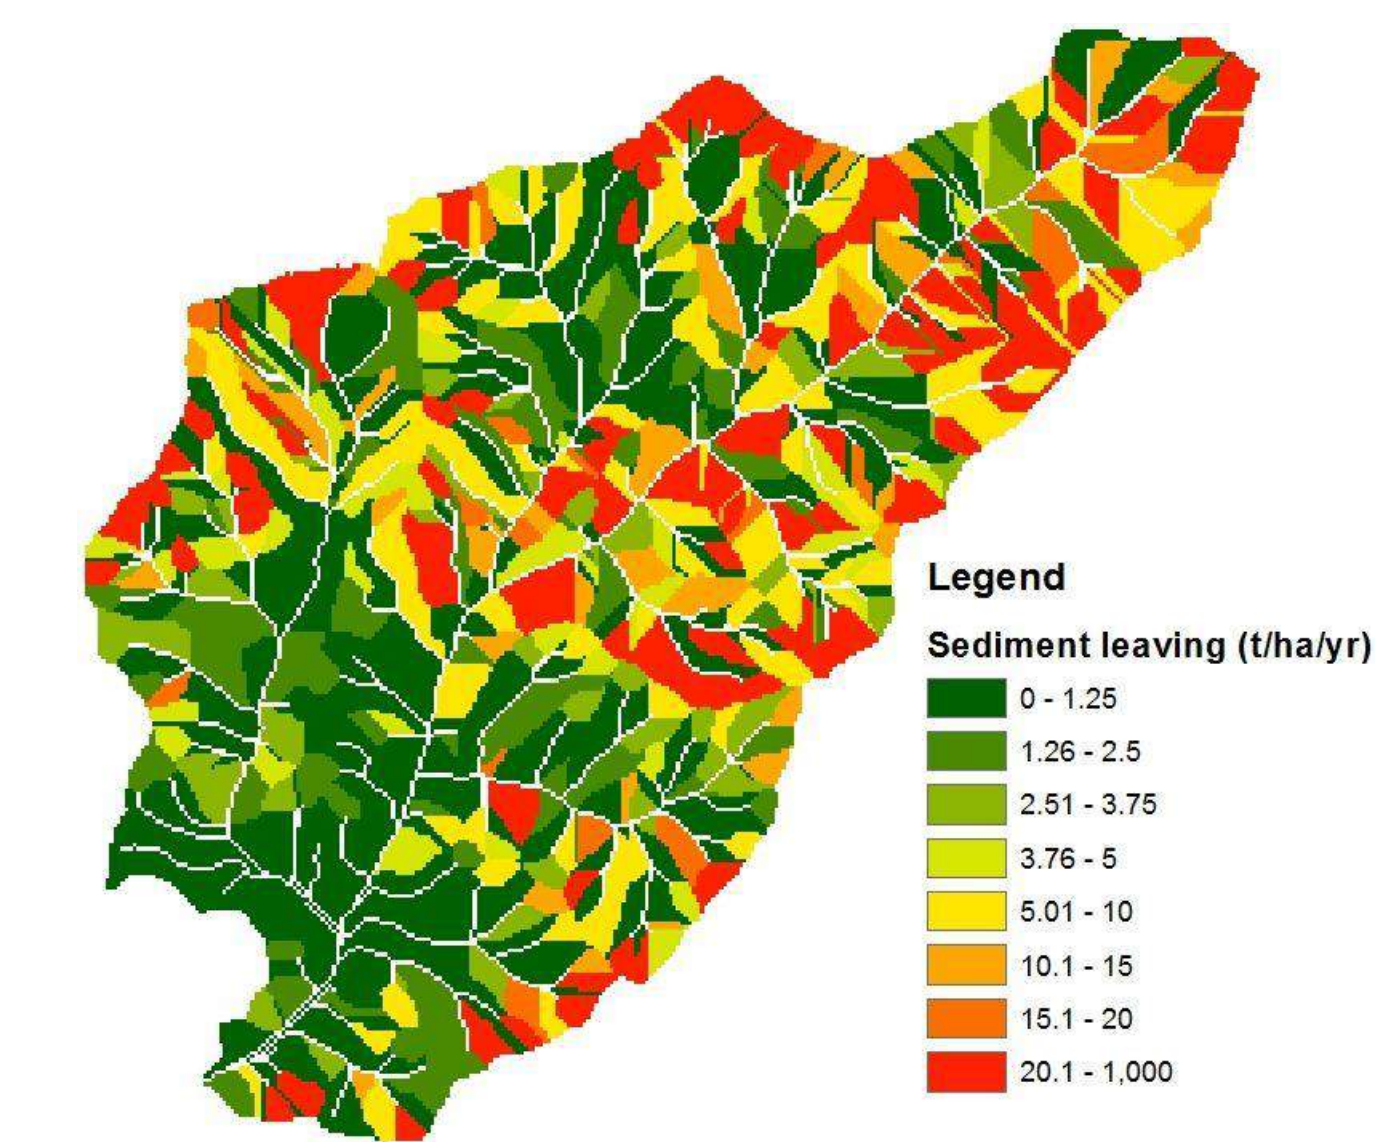 Legend
Sediment leaving (t/ha/yr)
0 - 1.25
1.26 - 2.5
2.51 - 3.75
3.76 - 5
5.01 - 10
10.1 - 15
15.1 - 20
20.1 - 1,000